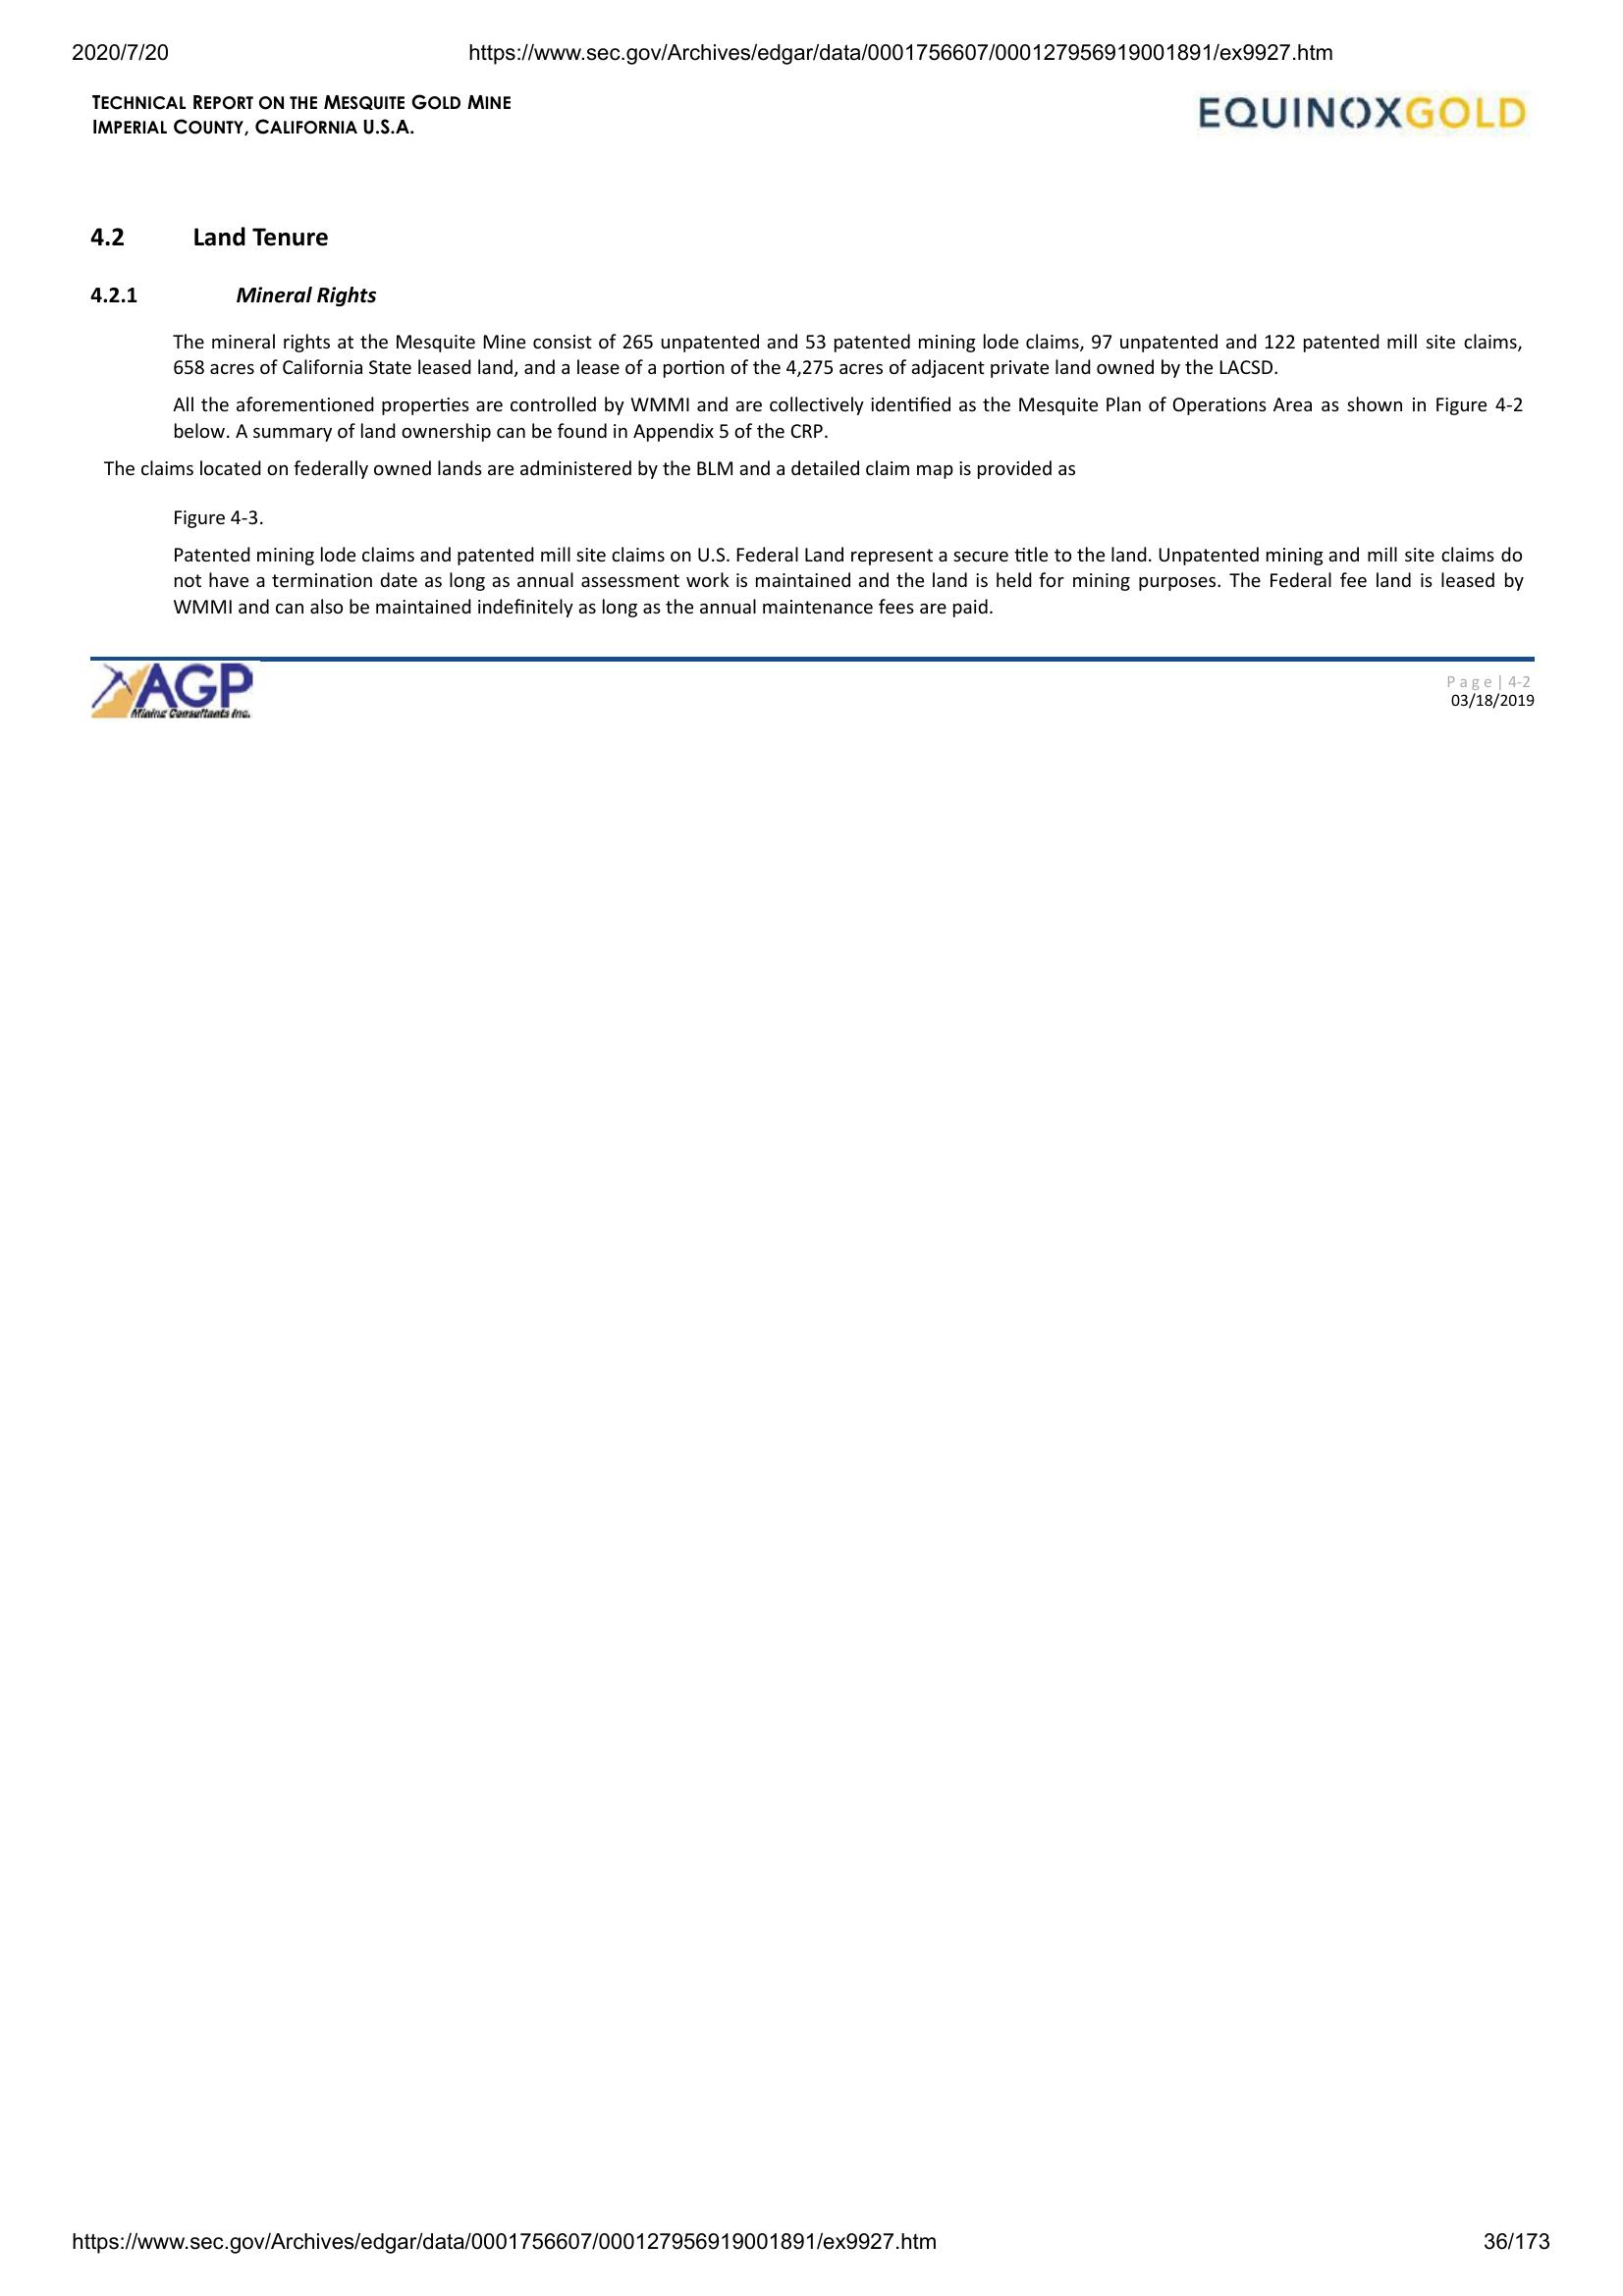 2020/7/20 https://www.sec.gov/Archives/edgar/data/0001756607/000127956919001891/ex9927.htm
TECHNICAL REPORT ON THE MESQUITE GOLD MINE
IMPERIAL COUNTY, CALIFORNIA U.S.A.
EQUINOXGOLD
4.2 Land Tenure
4.2.1 Mineral Rights
The mineral rights at the Mesquite Mine consist of 265 unpatented and 53 patented mining lode claims, 97 unpatented and 122 patented mill site claims,
658 acres of California State leased land, and a lease of a portion of the 4,275 acres of adjacent private land owned by the LACSD.
All the aforementioned properties are controlled by WMMI and are collectively identified as the Mesquite Plan of Operations Area as shown in Figure 4-2
below. A summary of land ownership can be found in Appendix 5 of the CRP.
The claims located on federally owned lands are administered by the BLM and a detailed claim map is provided as
Figure 4-3.
Patented mining lode claims and patented mill site claims on U.S. Federal Land represent a secure title to the land. Unpatented mining and mill site claims do
not have a termination date as long as annual assessment work is maintained and the land is held for mining purposes. The Federal fee land is leased by
WMMI and can also be maintained indefinitely as long as the annual maintenance fees are paid.
AGP
Mining Consultants Inc.
Page | 4-2
03/18/2019
https://www.sec.gov/Archives/edgar/data/0001756607/000127956919001891/ex9927.htm 36/173